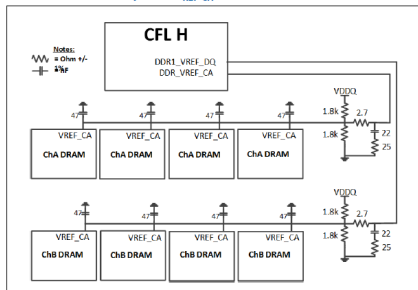 Notes:
= Ohm +/-
1%
= nF
CFL H
DDR1_VREF_DQ
DDR_VREF_CA
47 47 47 47
VREF_CA VREF_CA VREF_CA VREF_CA
ChA DRAM ChA DRAM ChA DRAM ChA DRAM
VDDQ
1.8k
2.7
1.8k
22
25
47 47 47 47
VREF_CA VREF_CA VREF_CA VREF_CA
ChB DRAM ChB DRAM ChB DRAM ChB DRAM
VDDQ
1.8k
2.7
1.8k
22
25